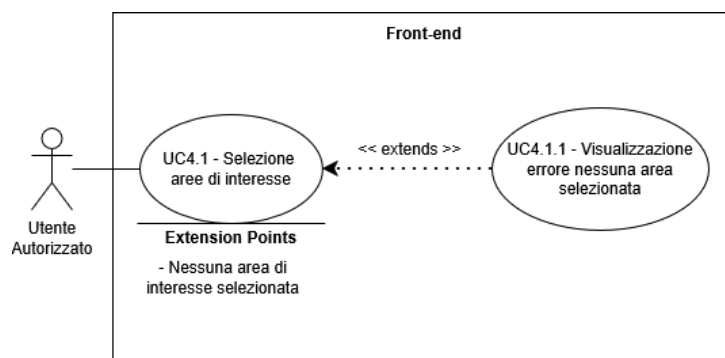 Front-end
UC4.1 - Selezione
aree di interesse
<< extends >>
UC4.1.1 - Visualizzazione
errore nessuna area
selezionata
Utente
Autorizzato
Extension Points
- Nessuna area di
interesse selezionata